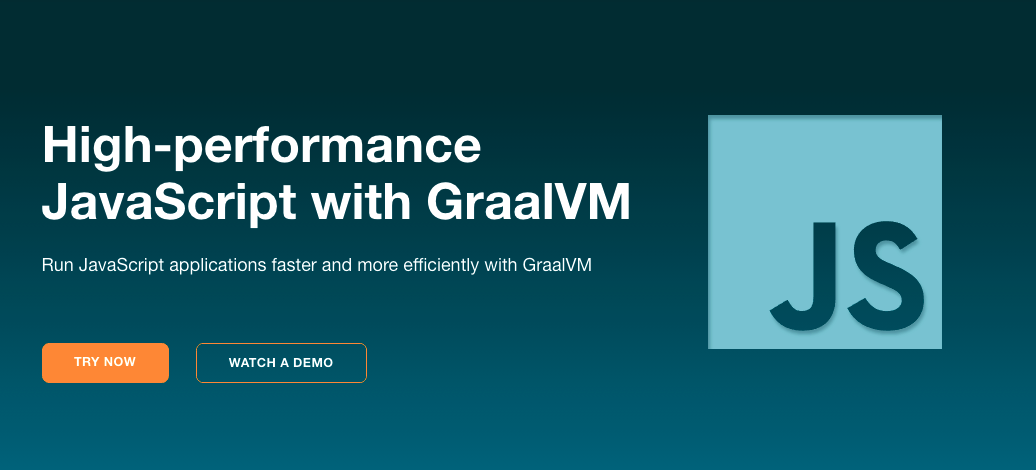 High-performance
JavaScript with GraalVM
Run JavaScript applications faster and more efficiently with GraalVM
TRY NOW
WATCH A DEMO
JS